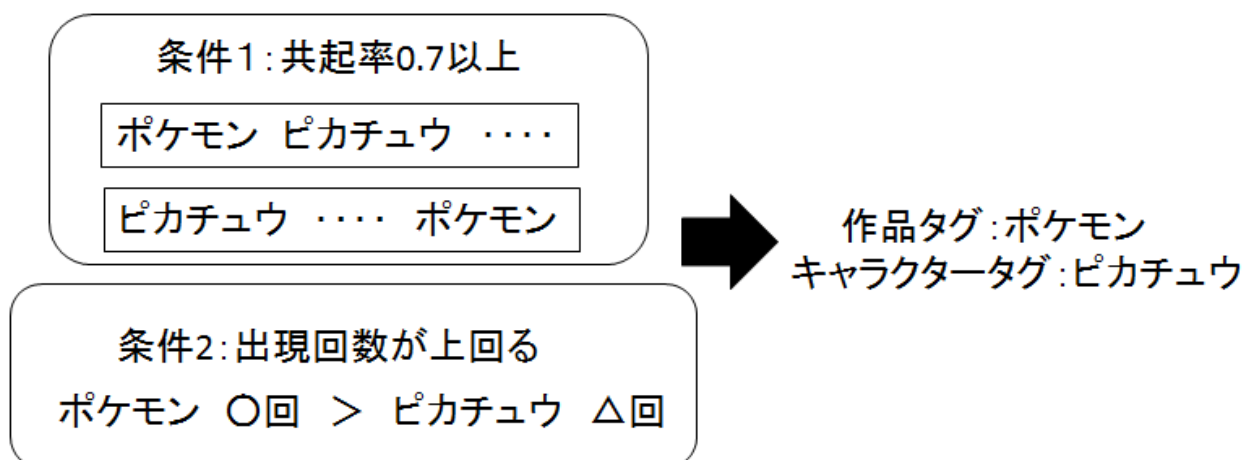 条件１:共起率0.7以上
ポケモン ピカチュウ ････
ピカチュウ ････ ポケモン
作品タグ:ポケモン
キャラクタータグ:ピカチュウ
条件2:出現回数が上回る
ポケモン 〇回 ＞ ピカチュウ △回